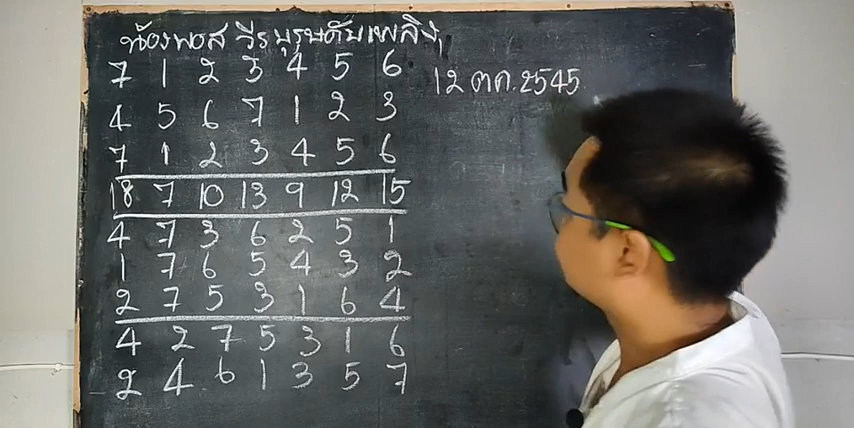 น้องพอส วีรบุรุษดับเพลิง
7 1 2 3 4 5 6
12 ตค. 2545
4 5 6 7 1 2 3
7 1 2 3 4 5 6
18 7 10 13 9 12 15
4 7 3 6 2 5 1
1 7 6 5 4 3 2
2 7 5 3 1 6 4
4 2 7 5 3 1 6
2 4 6 1 3 5 7